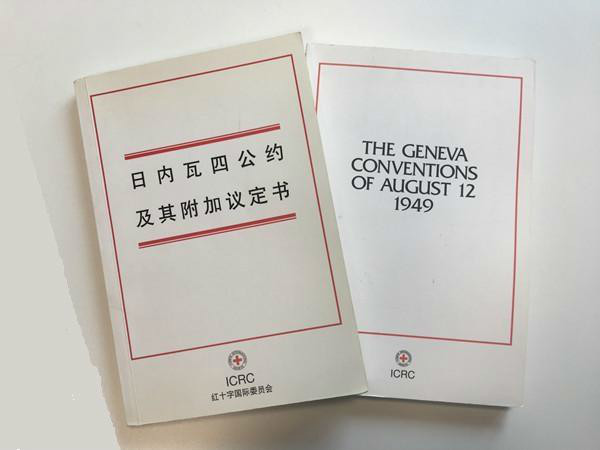 日内瓦四公约
及其附加议定书
ICRC
红十字国际委员会
THE GENEVA
CONVENTIONS
OF AUGUST 12
1949
ICRC